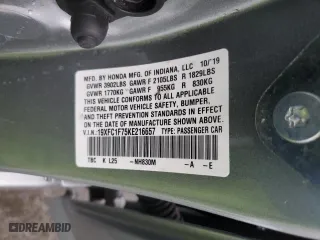 MFD. BY HONDA MFG. OF INDIANA, LLC 10/19
GVWR 3902LBS GAWR F 2105LBS R 1829LBS
GVWR 1770KG GAWR F 955KG R 830KG
THIS VEHICLE CONFORMS TO ALL APPLICABLE
FEDERAL MOTOR VEHICLE SAFETY, BUMPER,
AND THEFT PREVENTION STANDARDS IN
EFFECT ON THE DATE OF MANUFACTURE
SHOWN ABOVE.
V.I.N.: 19XFC1F75KE216657 TYPE: PASSENGER CAR
TBC K L25 -NH830M -A -E